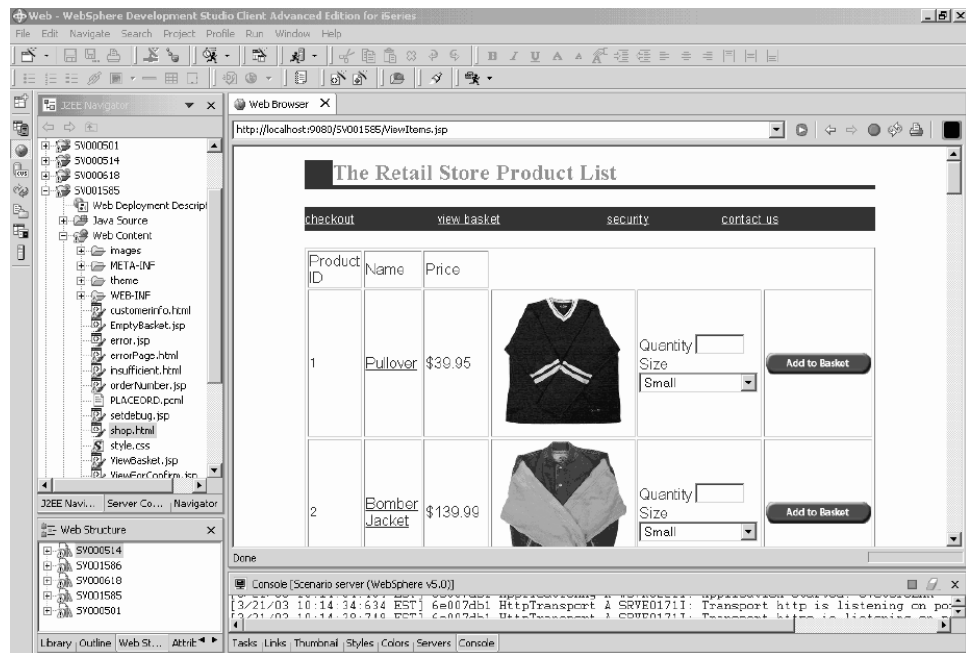 Web - WebSphere Development Studio Client Advanced Edition for iSeries
File Edit Navigate Search Project Profile Run Window Help
J2EE Navigator
SV000501
SV000514
SV000618
SV001585
Web Deployment Descript
Java Source
Web Content
images
META-INF
theme
WEB-INF
customerinfo.html
EmptyBasket.jsp
error.jsp
errorPage.html
insufficient.html
orderNumber.jsp
PLACEORD.pcml
setdebug.jsp
shop.html
style.css
ViewBasket.jsp
ViewForConfirm.jsp
J2EE Navi... Server Co... Navigator
Web Structure
SV000514
SV001586
SV000618
SV001585
SV000501
Library Outline Web St... Attrib
Web Browser
http://localhost:9080/SV001585/ViewItems.jsp
The Retail Store Product List
checkout view basket security contact us
Product ID Name Price
1 Pullover $39.95 Quantity Size Small Add to Basket
2 Bomber Jacket $139.99 Quantity Size Small Add to Basket
Done
Console [Scenario server (WebSphere v5.0)]
[3/21/03 10:14:34:634 EST] 6e007db1 HttpTransport A SRVE0171I: Transport http is listening on po
Tasks Links Thumbnail Styles Colors Servers Console